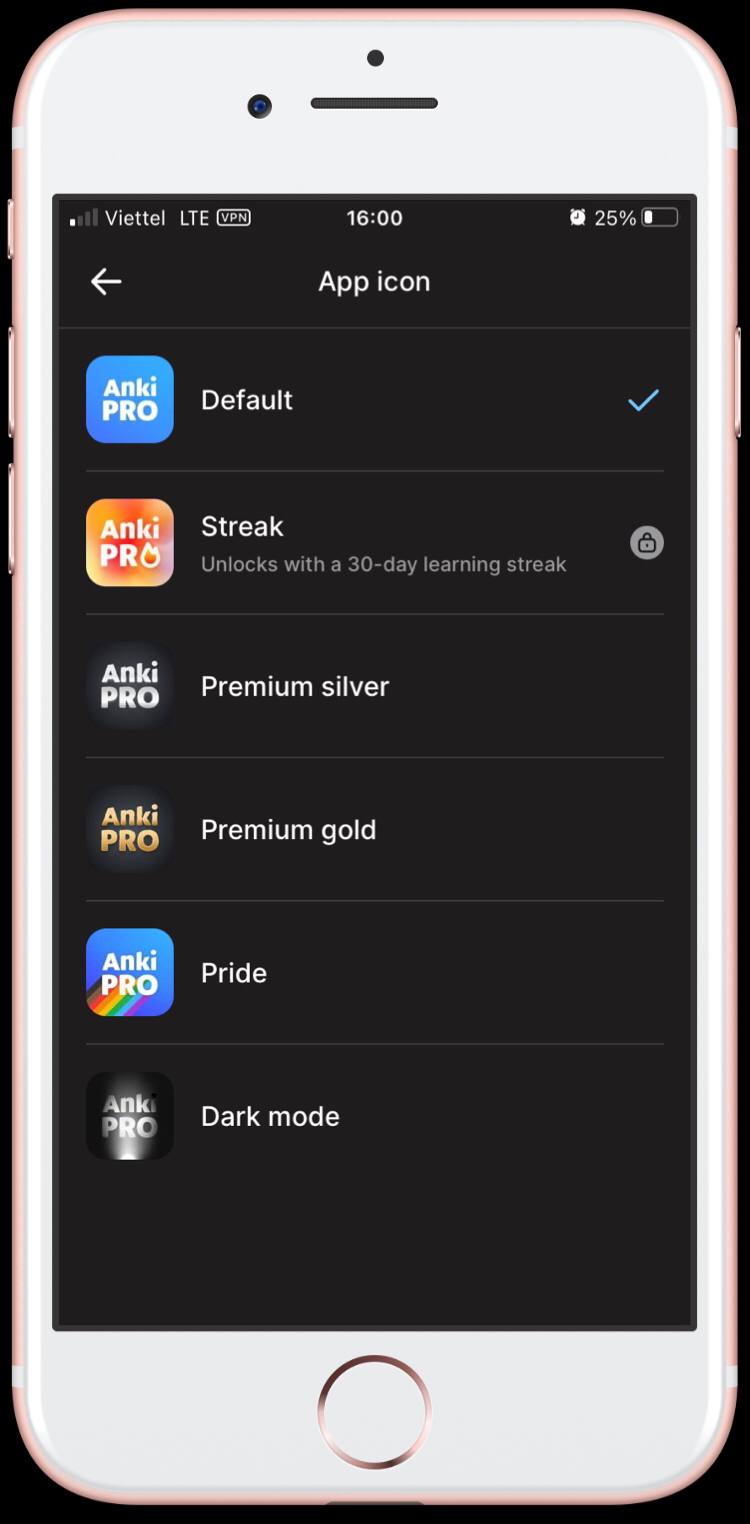 Viettel LTE VPN 16:00 25%
App icon
Anki
PRO
Default
Anki
PRO
Streak
Unlocks with a 30-day learning streak
Anki
PRO
Premium silver
Anki
PRO
Premium gold
Anki
PRO
Pride
Anki
PRO
Dark mode